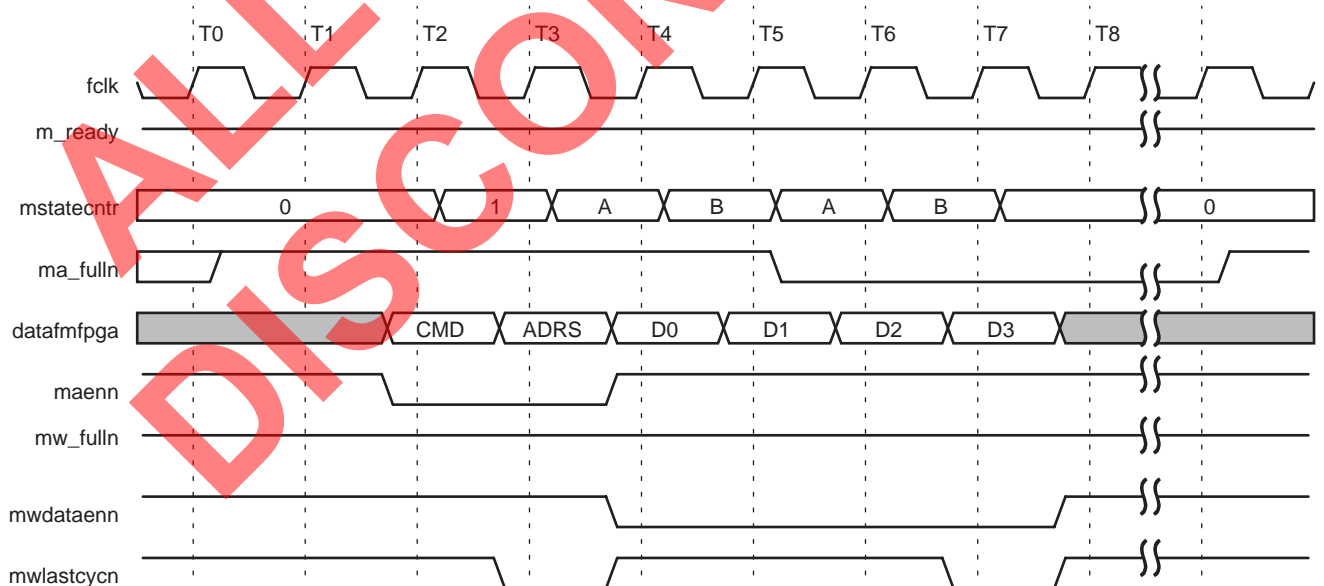 T0 T1 T2 T3 T4 T5 T6 T7 T8
fclk
m_ready
mstatecntr 0 1 A B A B 0
ma_fulln
datafmfpga CMD ADRS D0 D1 D2 D3
maenn
mw_fulln
mwdataenn
mwlastcycn
ALL
DISCON